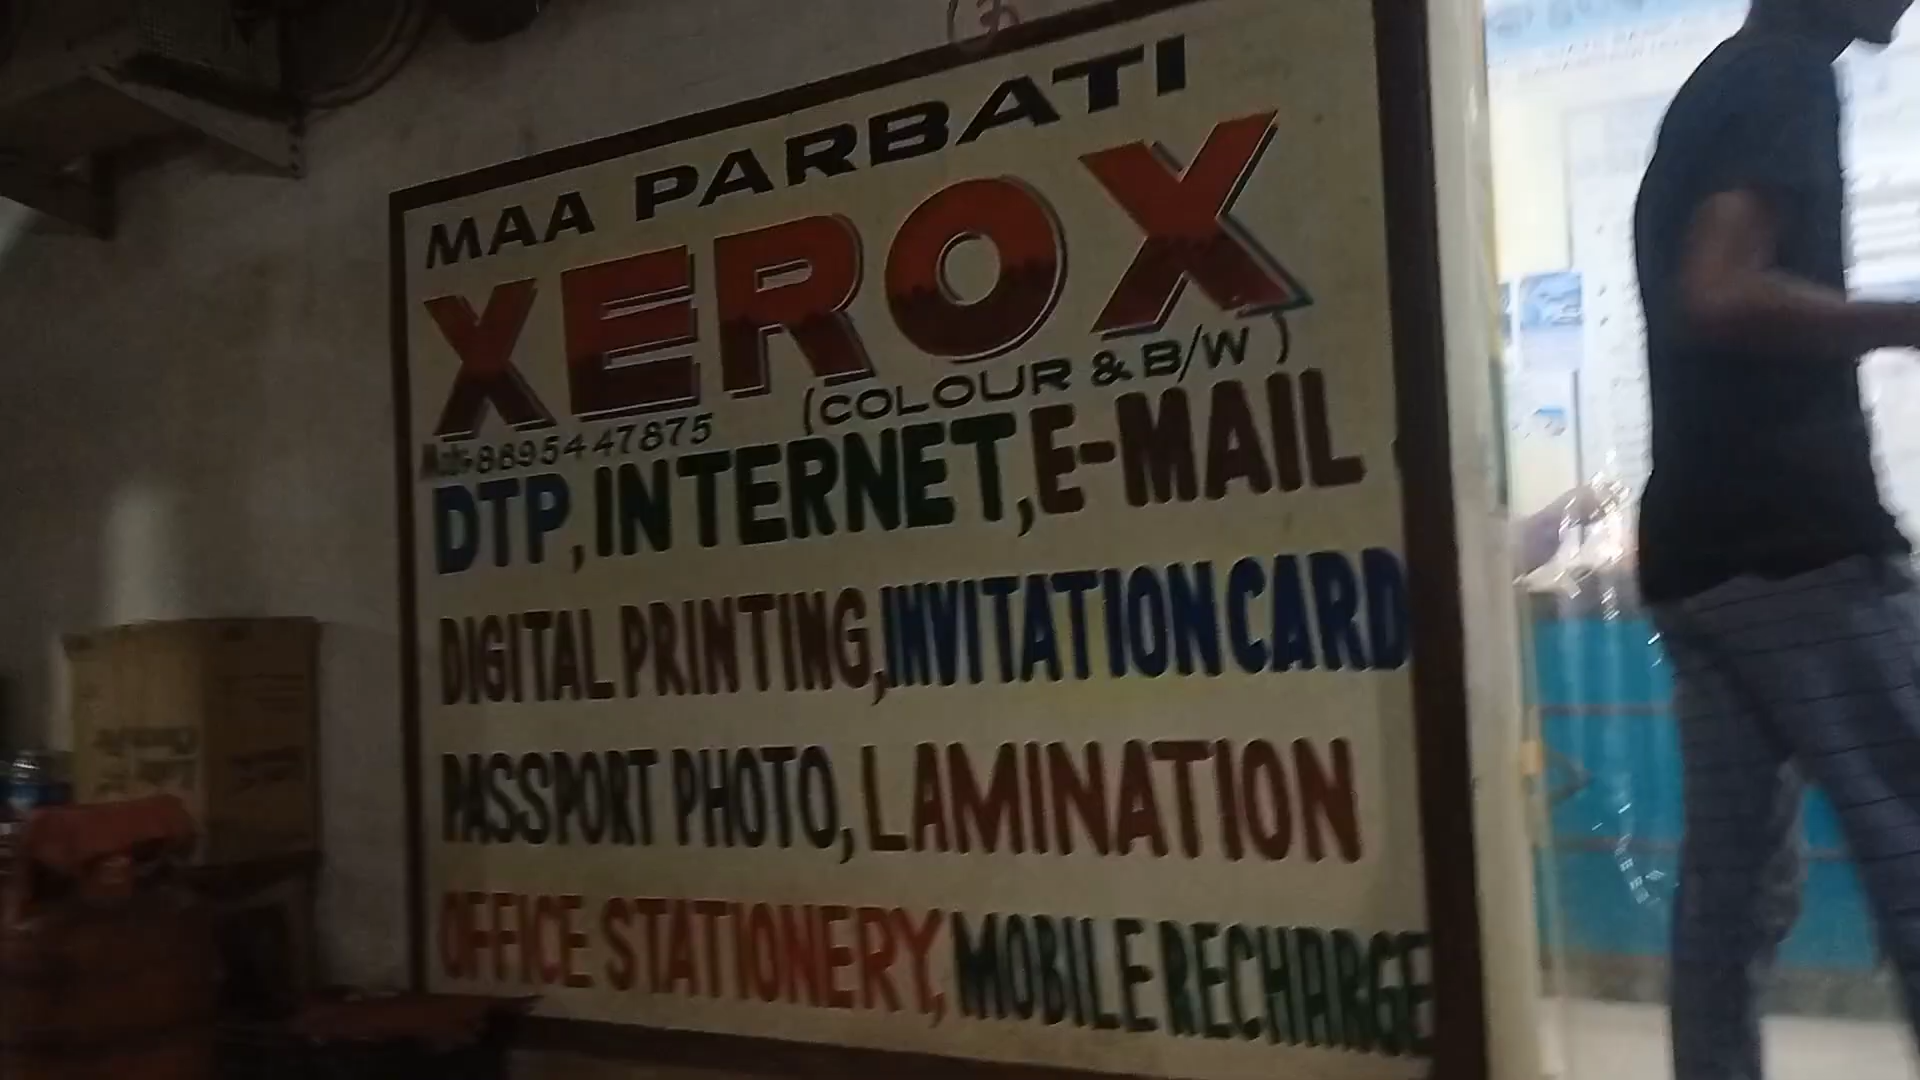 MAA PARBATI
XEROX
(COLOUR & B/W)
Mob:-8895447875
DTP, INTERNET, E-MAIL
DIGITAL PRINTING, INVITATION CARD
PASSPORT PHOTO, LAMINATION
OFFICE STATIONERY, MOBILE RECHARGE